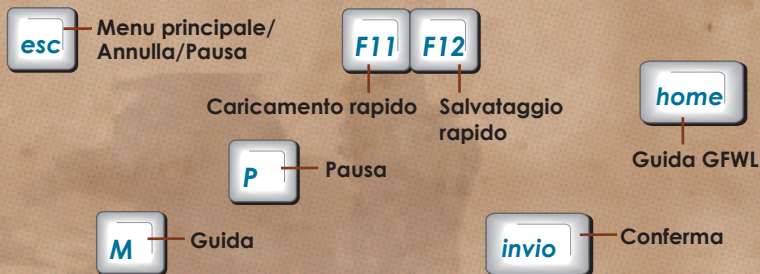 esc
Menu principale/
Annulla/Pausa
F11
F12
Caricamento rapido
Salvataggio
rapido
home
Guida GFWL
P
Pausa
M
Guida
invio
Conferma